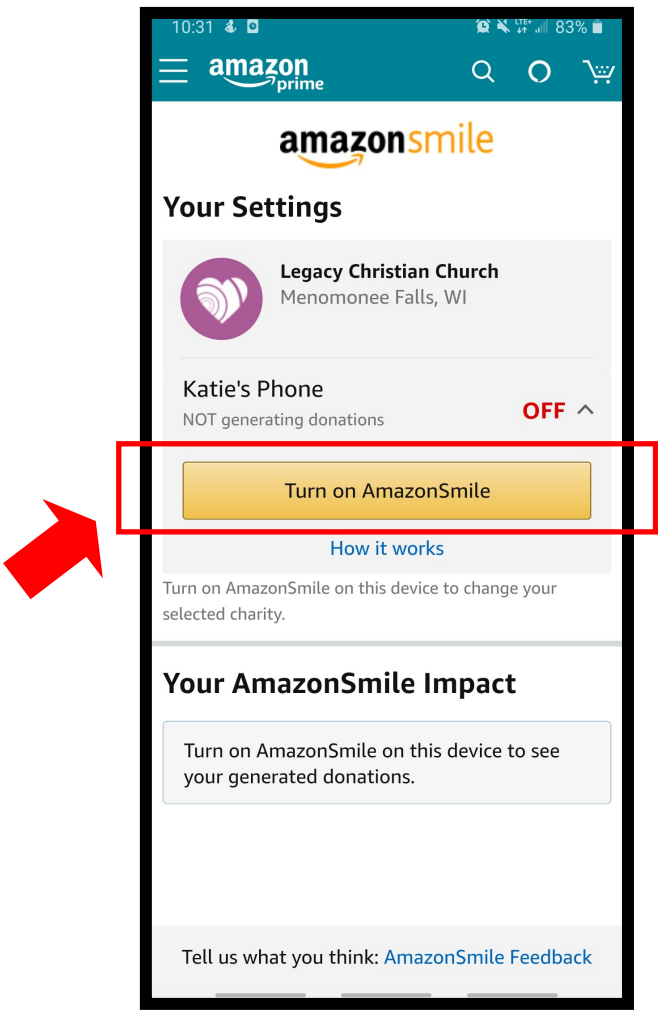 10:31 LTE+ 83%
amazon
prime
amazonsmile
Your Settings
Legacy Christian Church
Menomonee Falls, WI
Katie's Phone
OFF
NOT generating donations
Turn on AmazonSmile
How it works
Turn on AmazonSmile on this device to change your
selected charity.
Your AmazonSmile Impact
Turn on AmazonSmile on this device to see
your generated donations.
Tell us what you think: AmazonSmile Feedback